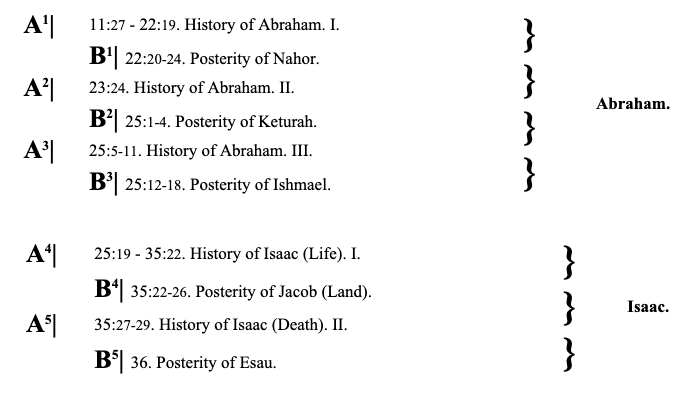 A¹| 11:27 - 22:19. History of Abraham. I. }
B¹| 22:20-24. Posterity of Nahor.
A²| 23:24. History of Abraham. II. }
Abraham.
B²| 25:1-4. Posterity of Keturah. }
A³| 25:5-11. History of Abraham. III.
B³| 25:12-18. Posterity of Ishmael. }
A⁴| 25:19 - 35:22. History of Isaac (Life). I. }
B⁴| 35:22-26. Posterity of Jacob (Land). } Isaac.
A⁵| 35:27-29. History of Isaac (Death). II.
B⁵| 36. Posterity of Esau. }